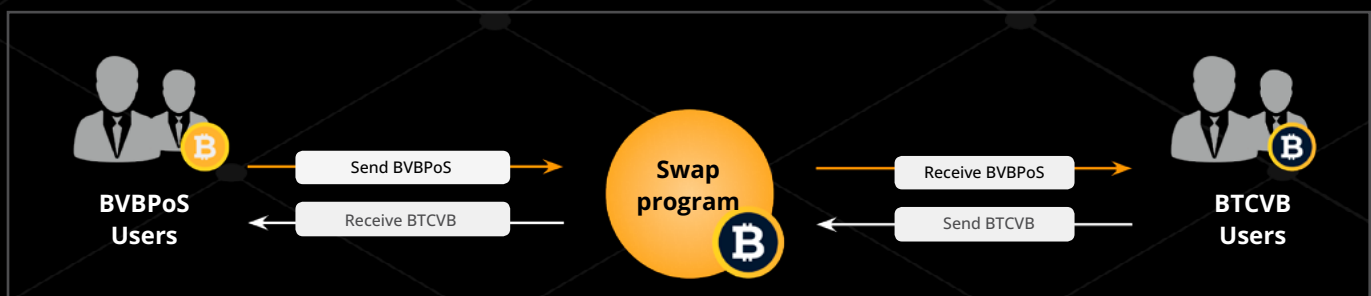 BVBPoS
Users
Send BVBPoS
Receive BTCVB
Swap
program
Receive BVBPoS
Send BTCVB
BTCVB
Users